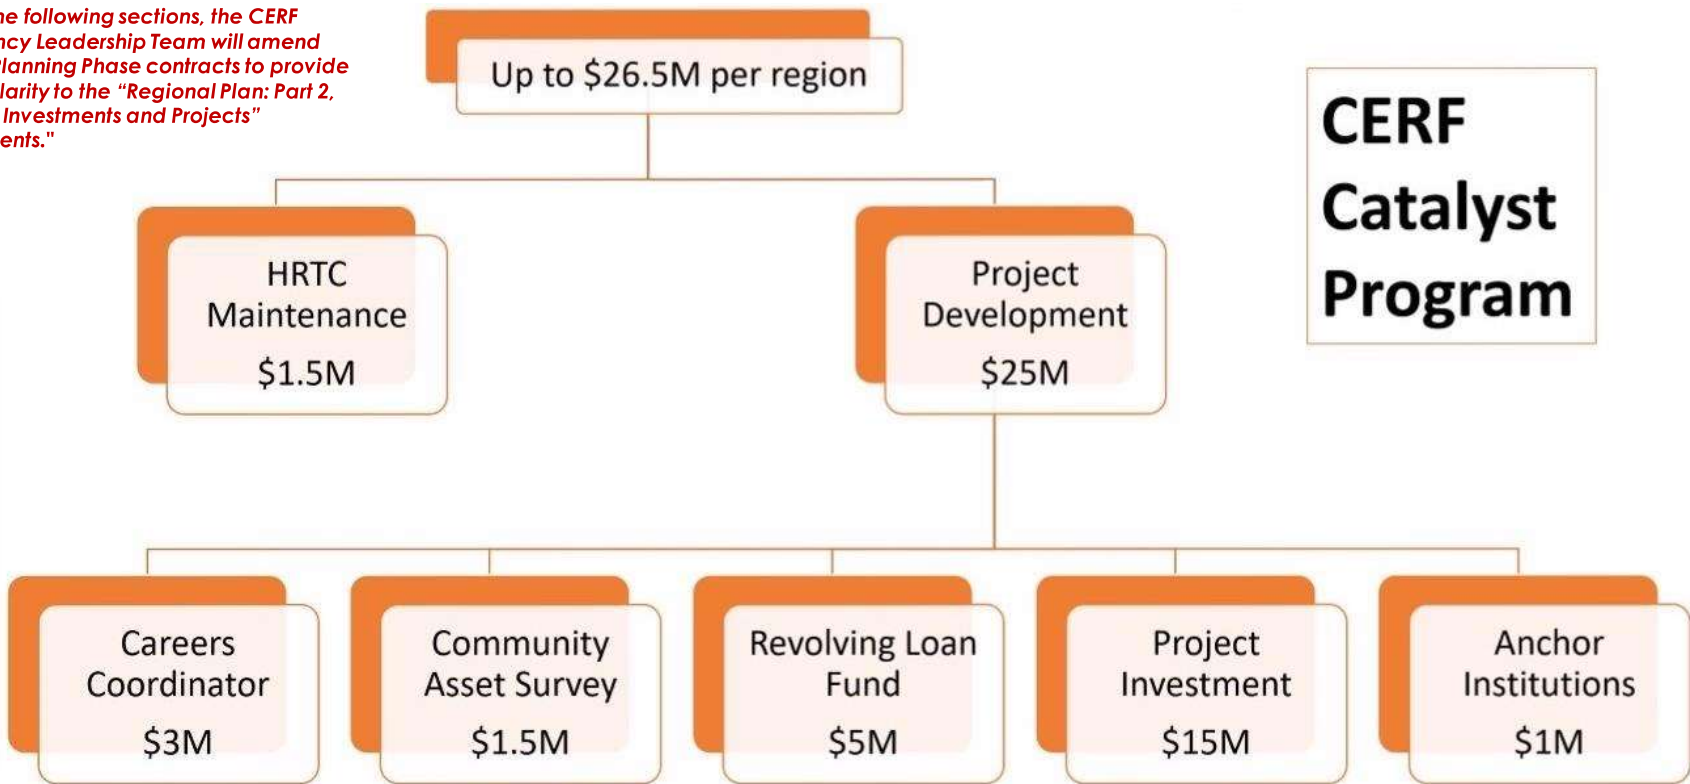 he following sections, the CERF
ncy Leadership Team will amend
Planning Phase contracts to provide
larity to the “Regional Plan: Part 2,
Investments and Projects”
ents."
Up to $26.5M per region
CERF
Catalyst
Program
HRTC
Maintenance
$1.5M
Project
Development
$25M
Careers
Coordinator
$3M
Community
Asset Survey
$1.5M
Revolving Loan
Fund
$5M
Project
Investment
$15M
Anchor
Institutions
$1M